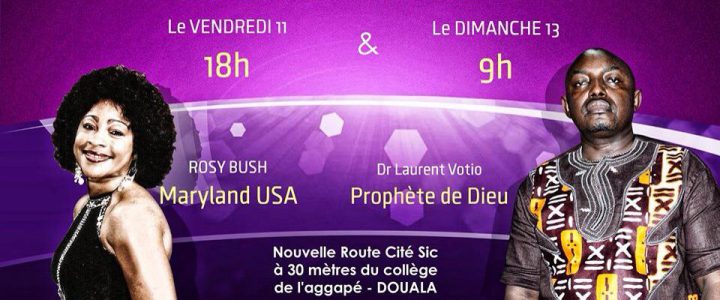 Le VENDREDI 11
18h
&
Le DIMANCHE 13
9h
ROSY BUSH
Maryland USA
Dr Laurent Votio
Prophète de Dieu
Nouvelle Route Cité Sic
à 30 mètres du collège
de l'aggapé - DOUALA